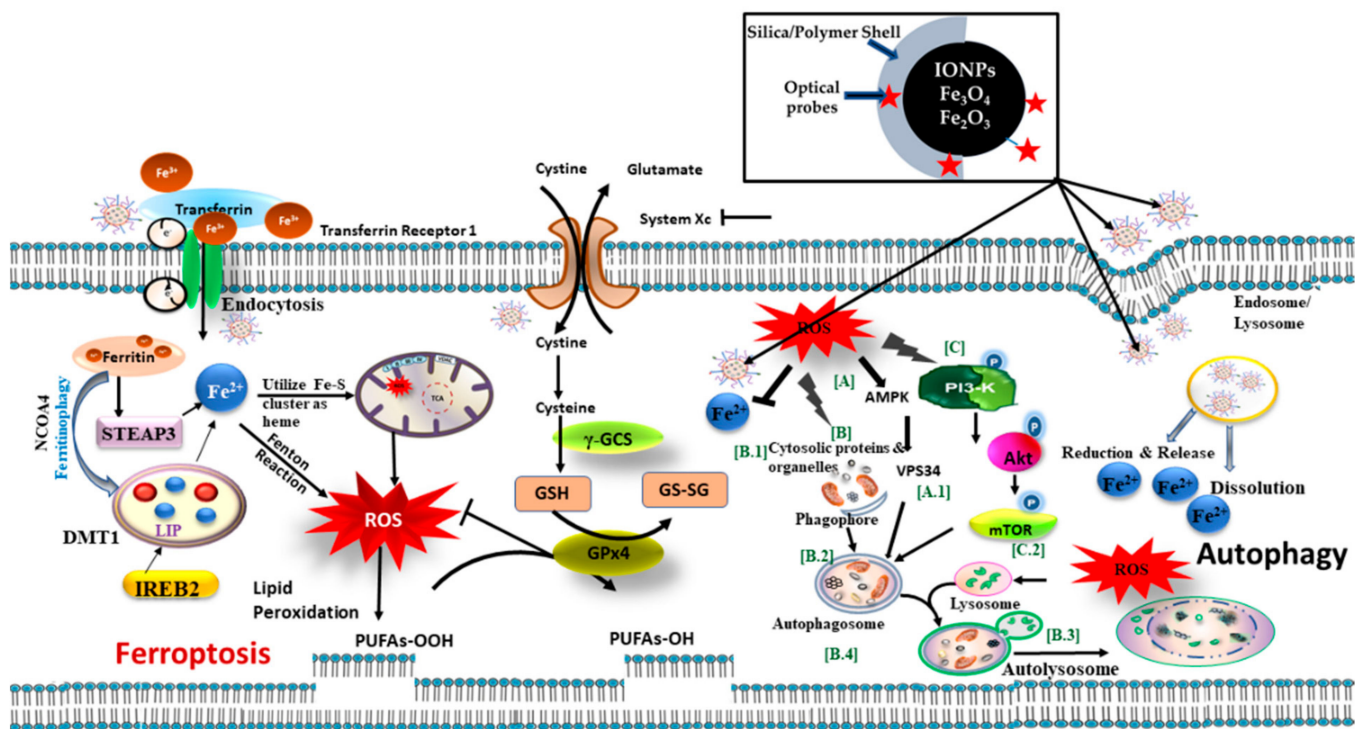 Silica/Polymer Shell
Optical
probes
IONPs
Fe₃O₄
Fe₂O₃
Fe³⁺
Transferrin
Fe³⁺
Fe³⁺
e⁻
e⁻
Transferrin Receptor 1
Endocytosis
Cystine
Glutamate
System Xc
Endosome/
Lysosome
Ferritin
NCOA4
Ferritinophagy
STEAP3
Fe²⁺
Utilize Fe-S
cluster as
heme
Fenton
Reaction
TCA
LIP
DMT1
IREB2
ROS
Lipid
Peroxidation
PUFAs-OOH
PUFAs-OH
Ferroptosis
Cystine
Cysteine
γ-GCS
GSH
GS-SG
GPx4
ROS
[A]
[C]
P
PI3-K
AMPK
Fe²⁺
[B]
[B.1]
Cytosolic proteins &
organelles
VPS34
[A.1]
P
Akt
P
mTOR
[C.2]
Phagophore
[B.2]
Autophagosome
[B.4]
Lysosome
[B.3]
Autolysosome
ROS
Autophagy
Reduction & Release
Fe²⁺
Fe²⁺
Fe²⁺
Dissolution